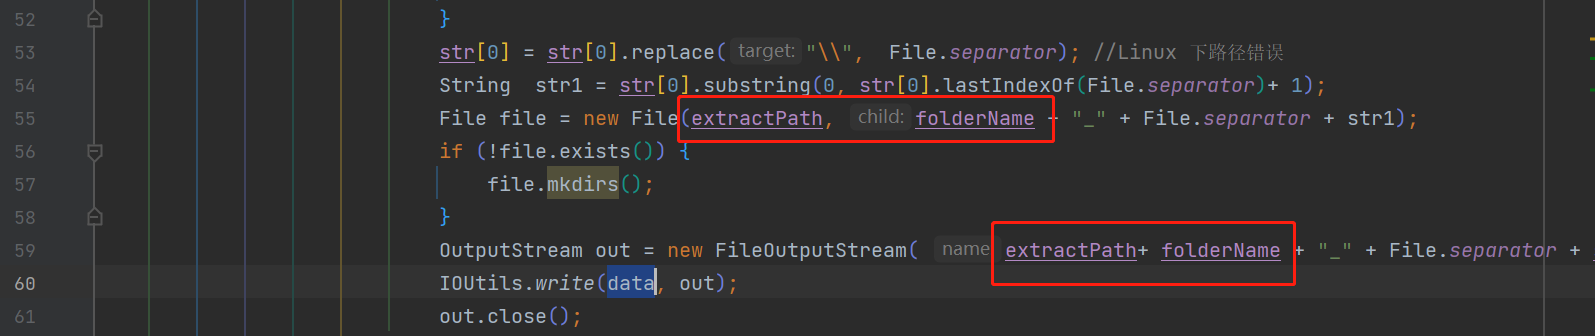 52 }
53 str[0] = str[0].replace( target: "\\", File.separator); //Linux 下路径错误
54 String str1 = str[0].substring(0, str[0].lastIndexOf(File.separator)+ 1);
55 File file = new File(extractPath, child: folderName + "_" + File.separator + str1);
56 if (!file.exists()) {
57 file.mkdirs();
58 }
59 OutputStream out = new FileOutputStream( name extractPath+ folderName + "_" + File.separator +
60 IOUtils.write(data, out);
61 out.close();